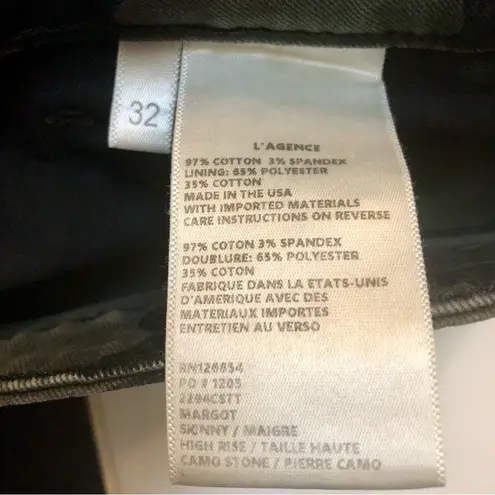 32
L'AGENCE
97% COTTON 3% SPANDEX
LINING: 65% POLYESTER
35% COTTON
MADE IN THE USA
WITH IMPORTED MATERIALS
CARE INSTRUCTIONS ON REVERSE
97% COTON 3% SPANDEX
DOUBLURE: 65% POLYESTER
35% COTON
FABRIQUE DANS LA ETATS-UNIS
D'AMERIQUE AVEC DES
MATERIAUX IMPORTES
ENTRETIEN AU VERSO
RN126654
PO # 1205
2294CSTT
MARGOT
SKINNY / MAIGRE
HIGH RISE / TAILLE HAUTE
CAMO STONE / PIERRE CAMO